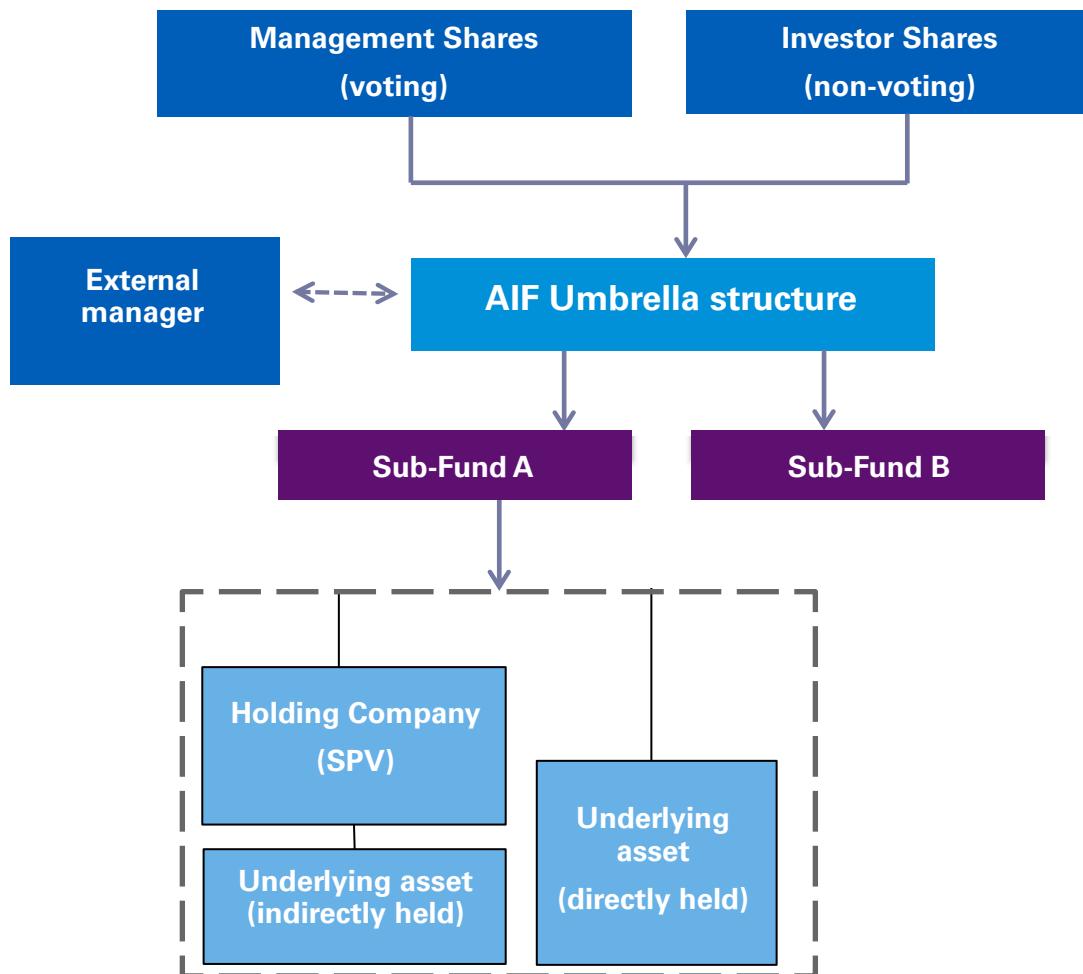 Management Shares
(voting)
Investor Shares
(non-voting)
External
manager
AIF Umbrella structure
Sub-Fund A
Sub-Fund B
Holding Company
(SPV)
Underlying asset
(indirectly held)
Underlying
asset
(directly held)